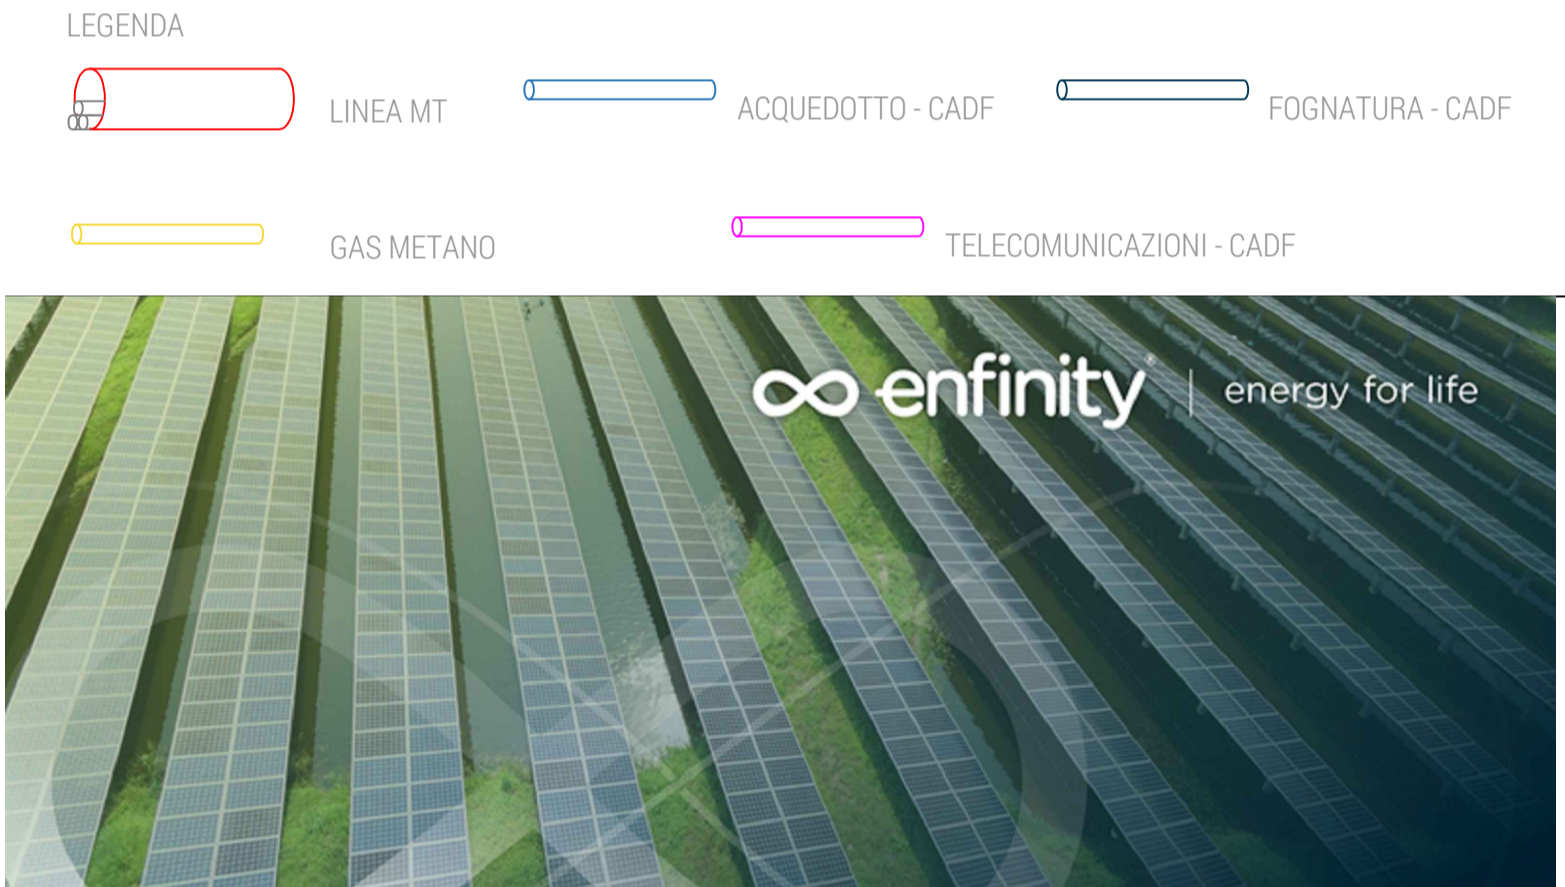 LEGENDA
LINEA MT
ACQUEDOTTO - CADF
FOGNATURA - CADF
GAS METANO
TELECOMUNICAZIONI - CADF
enfinity® | energy for life